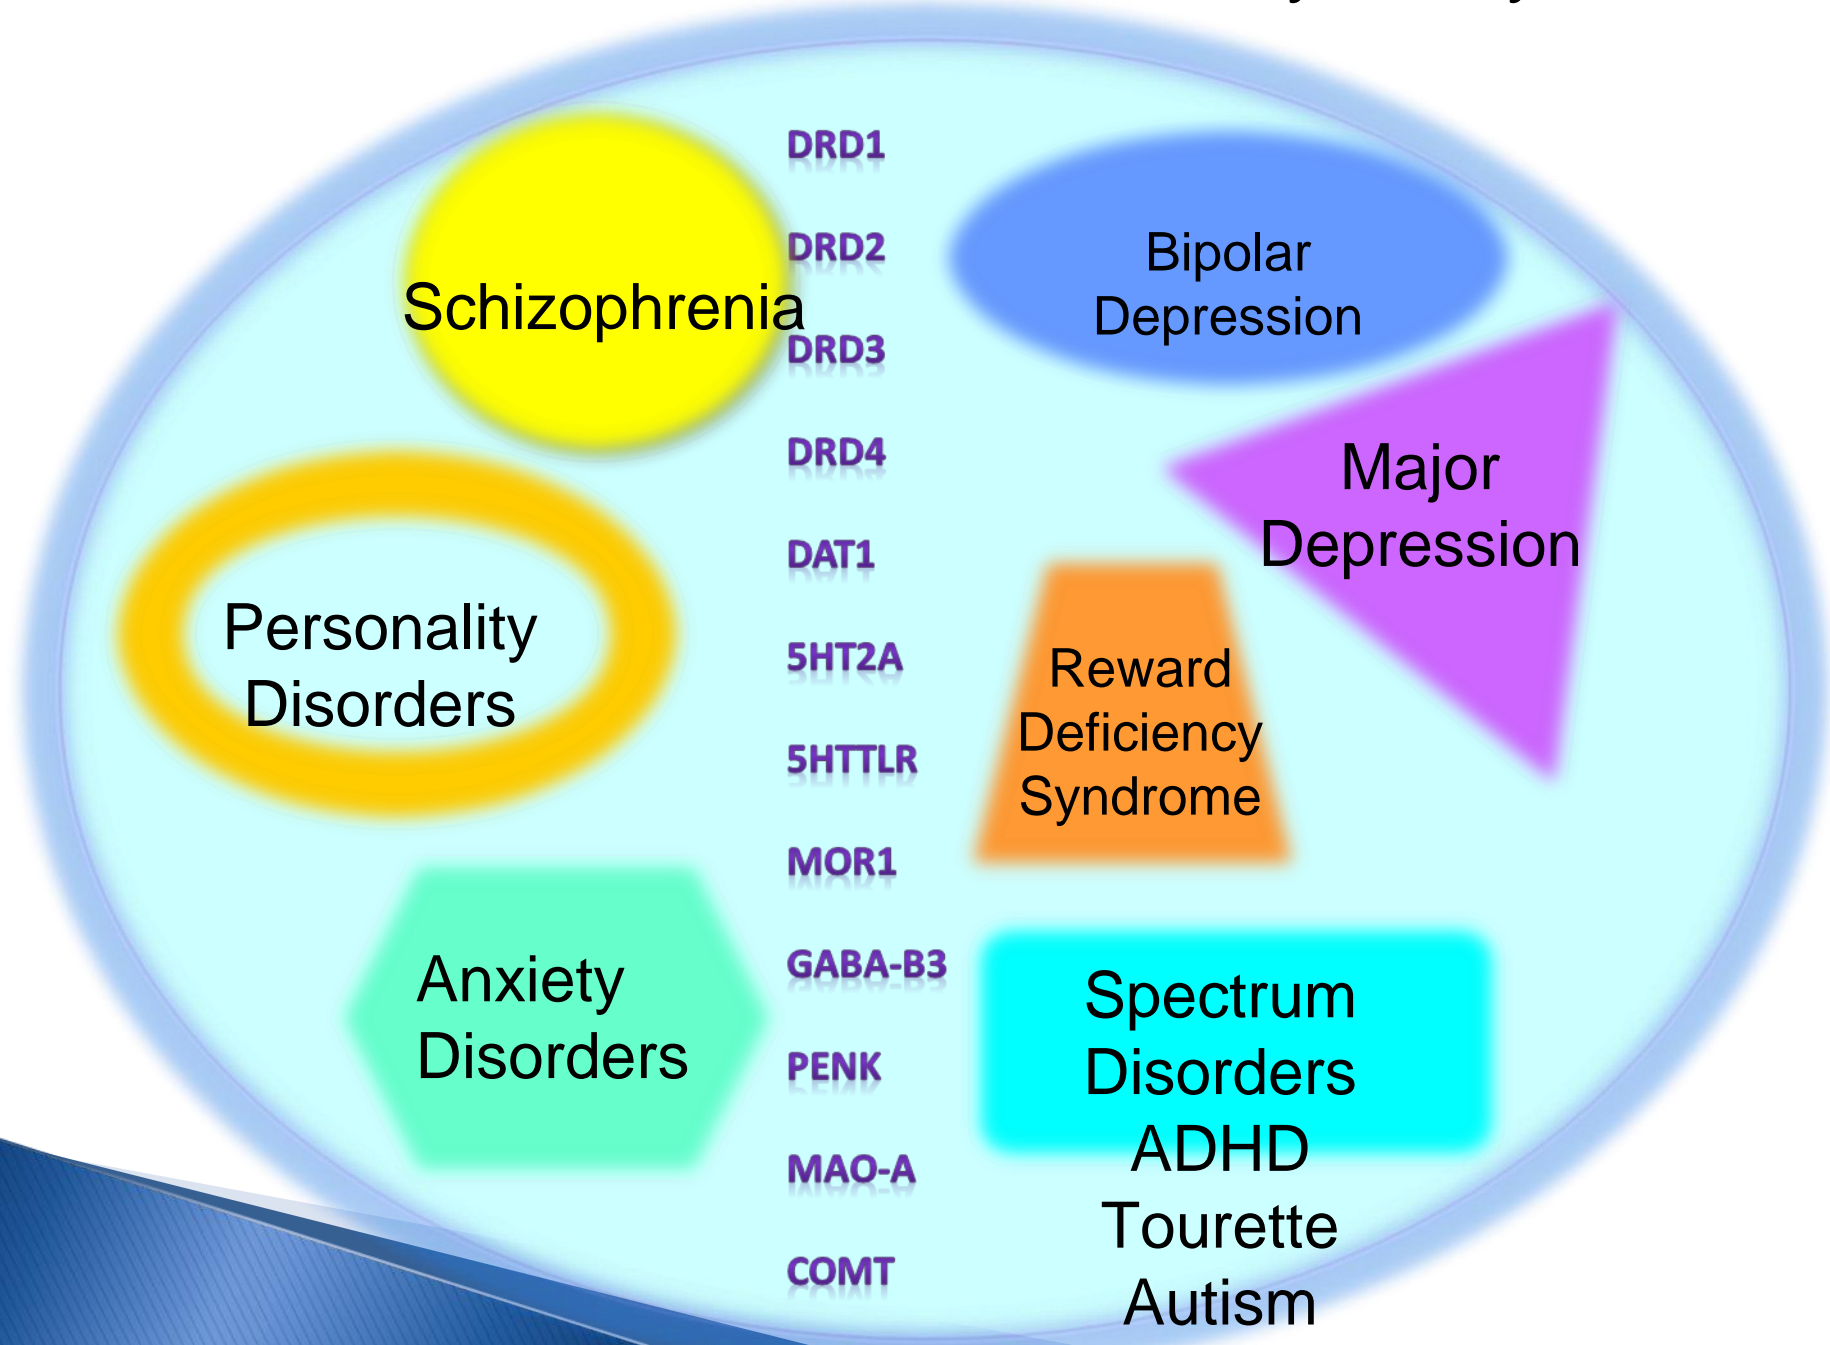 Schizophrenia
Personality
Disorders
Anxiety
Disorders
DRD1
DRD2
DRD3
DRD4
DAT1
5HT2A
5HTTLR
MOR1
GABA-B3
PENK
MAO-A
COMT
Bipolar
Depression
Major
Depression
Reward
Deficiency
Syndrome
Spectrum
Disorders
ADHD
Tourette
Autism